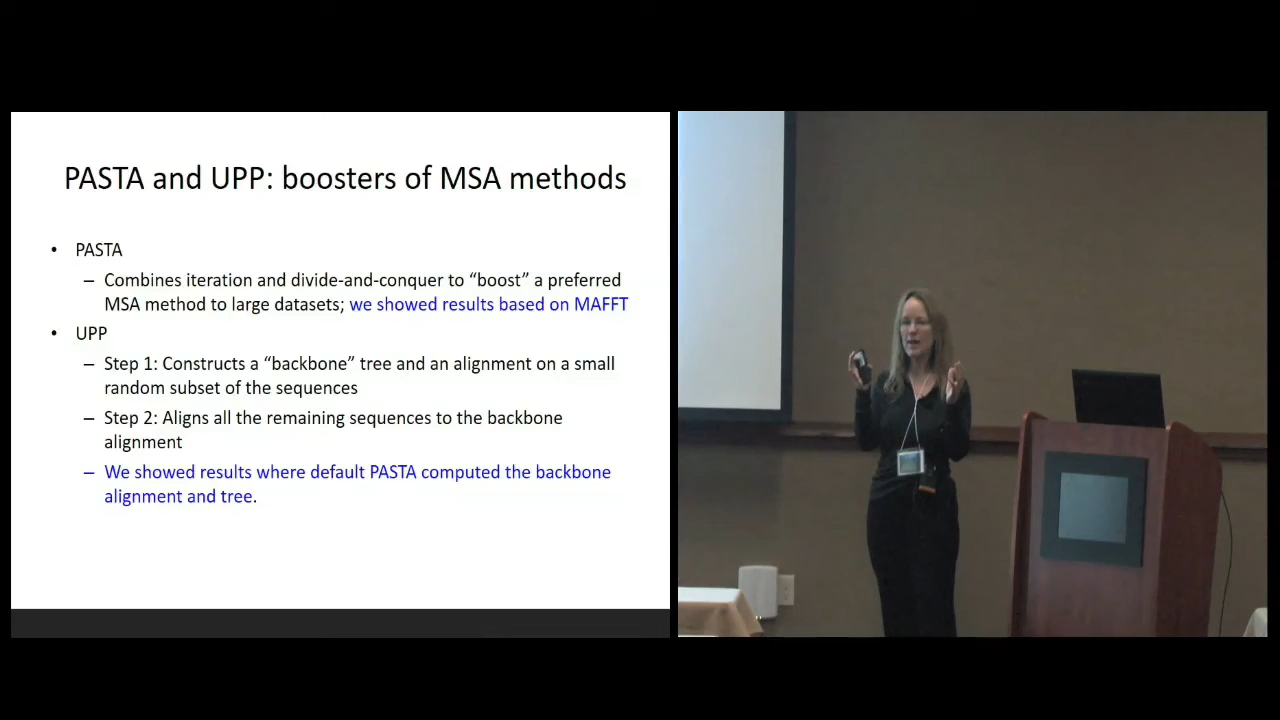 PASTA and UPP: boosters of MSA methods
• PASTA
– Combines iteration and divide-and-conquer to “boost” a preferred
MSA method to large datasets; we showed results based on MAFFT
• UPP
– Step 1: Constructs a “backbone” tree and an alignment on a small
random subset of the sequences
– Step 2: Aligns all the remaining sequences to the backbone
alignment
– We showed results where default PASTA computed the backbone
alignment and tree.